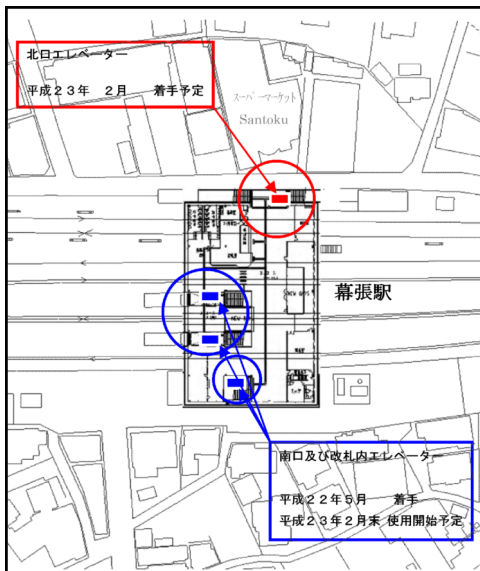 北口エレベーター
平成23年 2月 着手予定
スーパーマーケット
Santoku
幕張駅
南口及び改札内エレベーター
平成22年5月 着手
平成23年2月末 使用開始予定